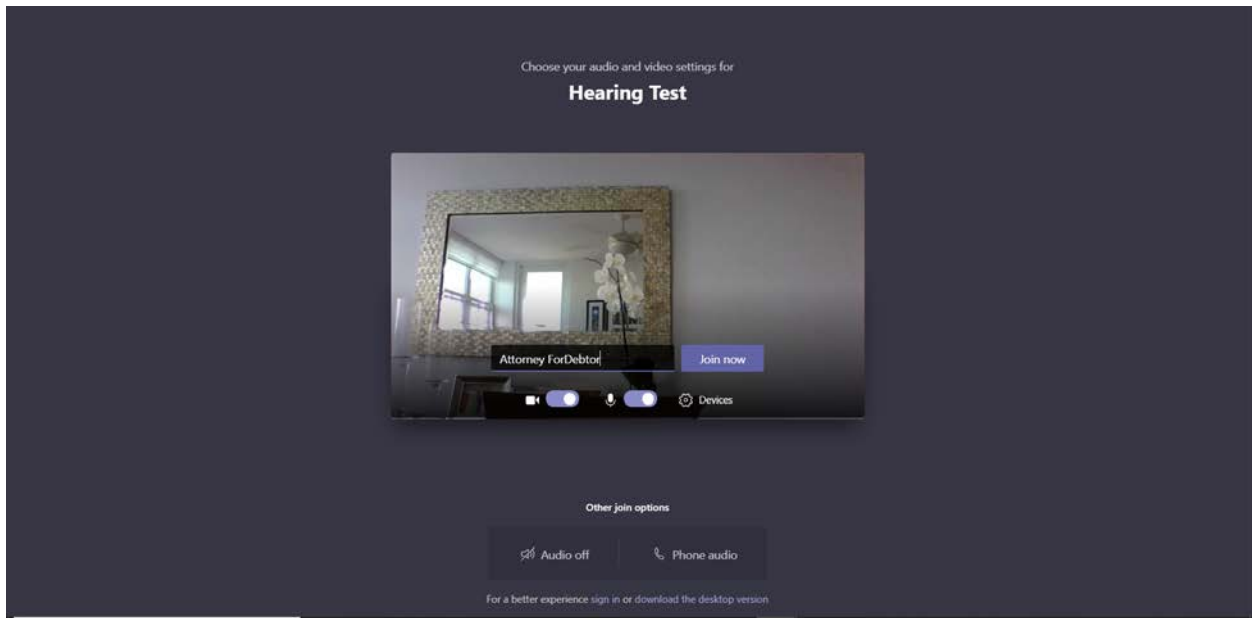 Choose your audio and video settings for
Hearing Test
Attorney ForDebtor
Join now
Devices
Other join options
Audio off
Phone audio
For a better experience sign in or download the desktop version